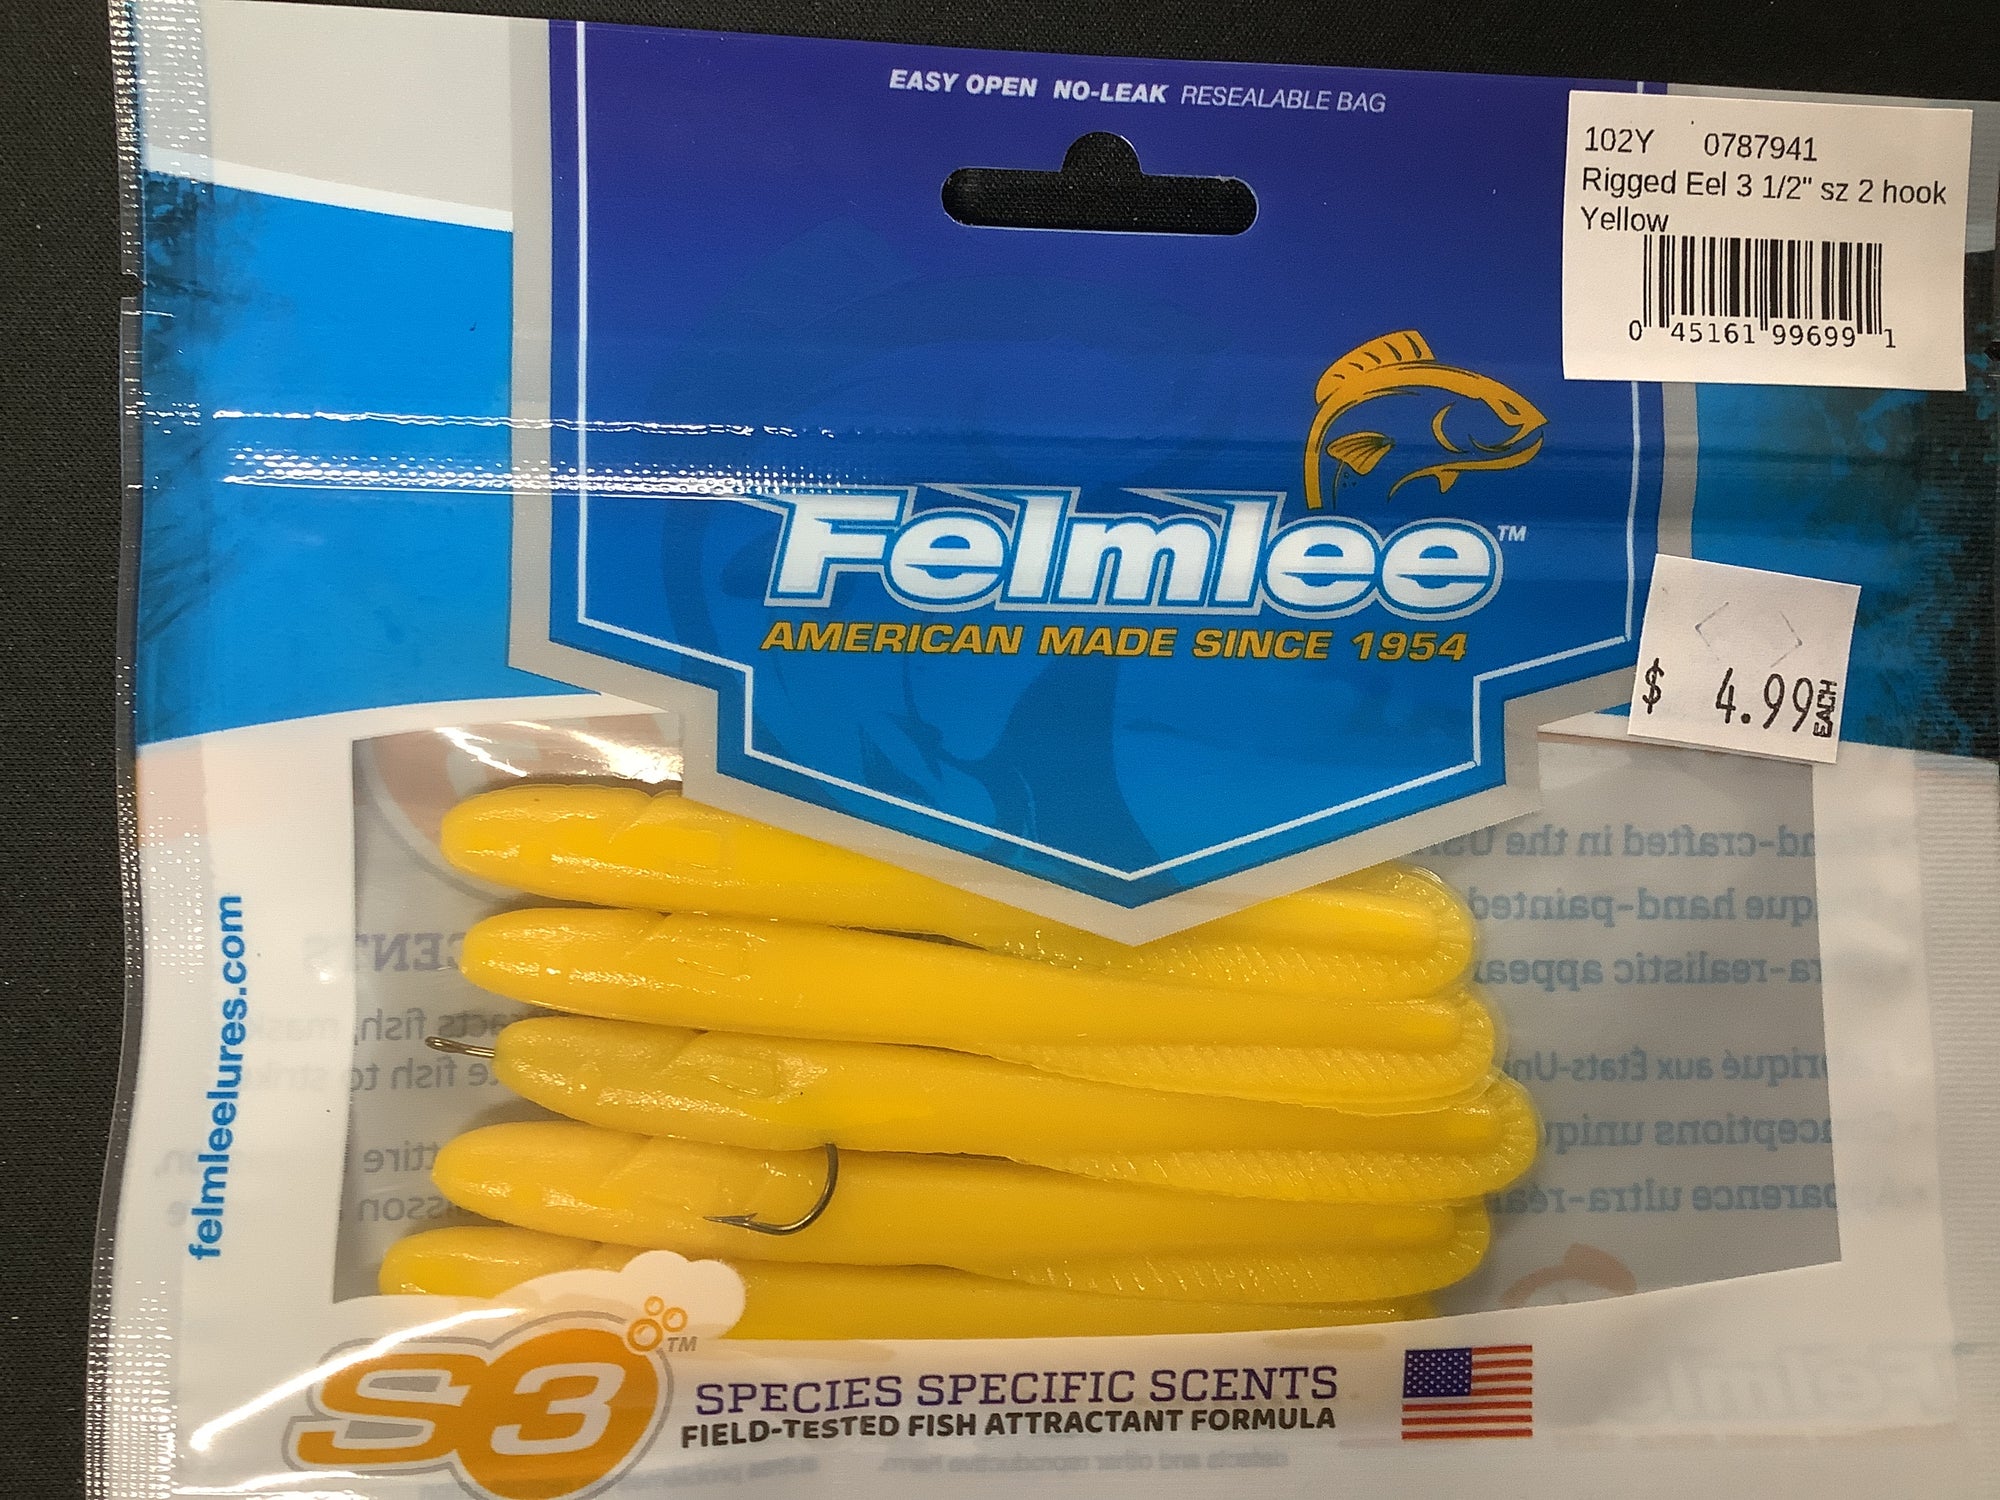 EASY OPEN NO-LEAK RESEALABLE BAG
102Y 0787941
Rigged Eel 3 1/2" sz 2 hook
Yellow
0 45161 99699 1
Felmlee™
AMERICAN MADE SINCE 1954
$ 4.99 EACH
felmleelures.com
S3™
SPECIES SPECIFIC SCENTS
FIELD-TESTED FISH ATTRACTANT FORMULA